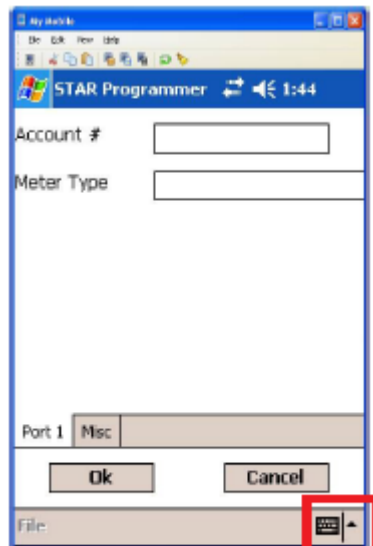 My Mobile
File Edit View Help
STAR Programmer 1:44
Account #
Meter Type
Port 1 Misc
Ok Cancel
File